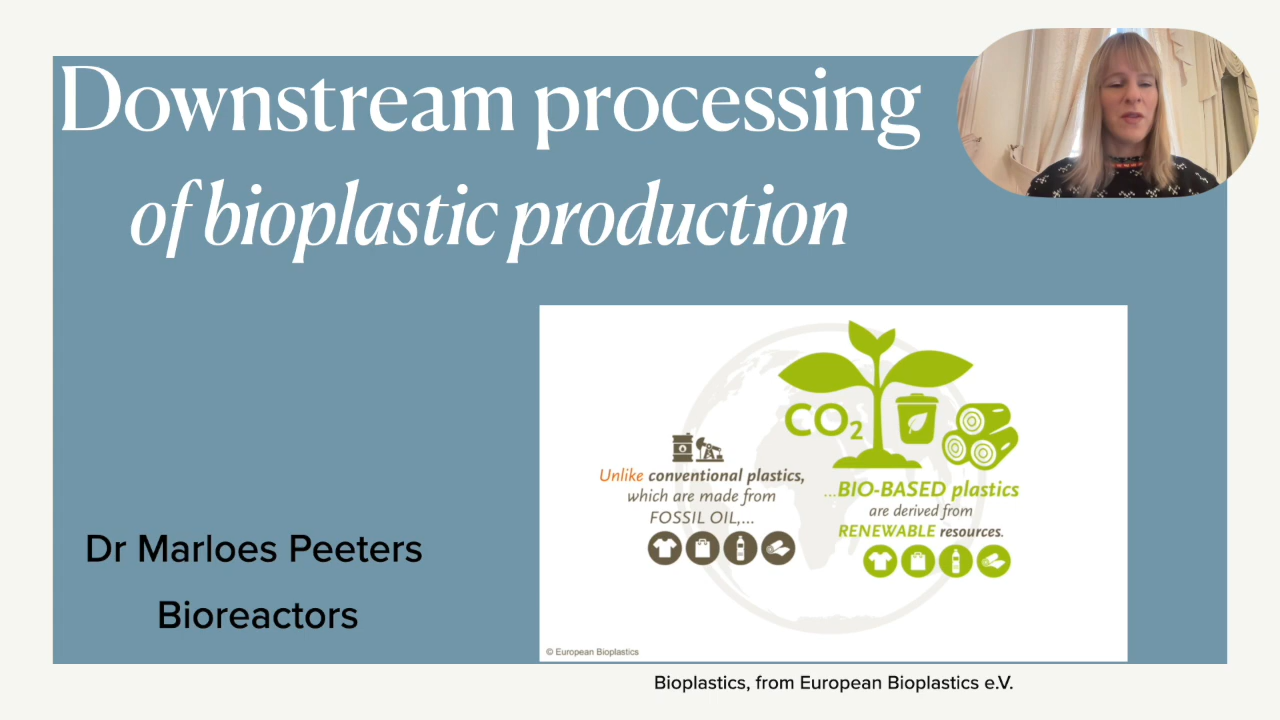 Downstream processing
of bioplastic production
CO2
Unlike conventional plastics,
which are made from
FOSSIL OIL,...
...BIO-BASED plastics
are derived from
RENEWABLE resources.
Dr Marloes Peeters
Bioreactors
© European Bioplastics
Bioplastics, from European Bioplastics e.V.